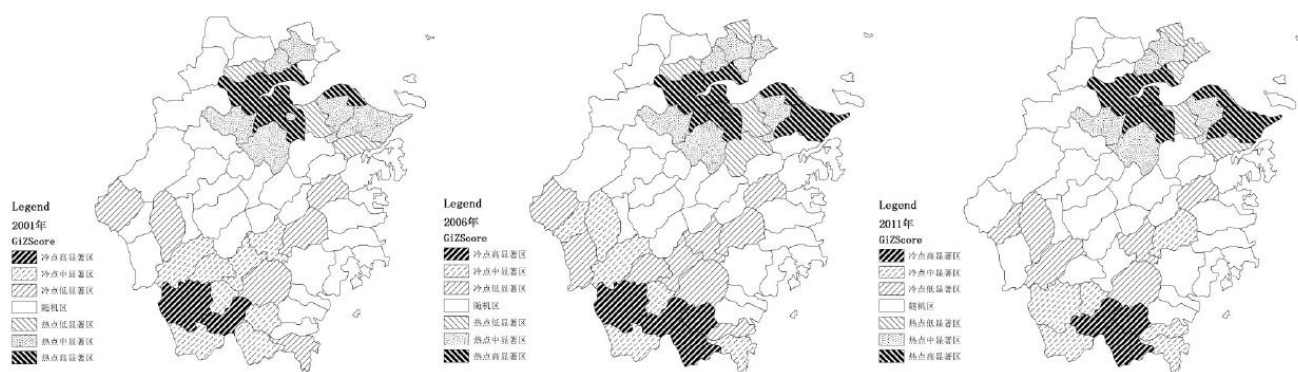 Legend
2001年
GiZScore
冷点高显著区
冷点中显著区
冷点低显著区
随机区
热点低显著区
热点中显著区
热点高显著区
Legend
2006年
GiZScore
冷点高显著区
冷点中显著区
冷点低显著区
随机区
热点低显著区
热点中显著区
热点高显著区
Legend
2011年
GiZScore
冷点高显著区
冷点中显著区
冷点低显著区
随机区
热点低显著区
热点中显著区
热点高显著区